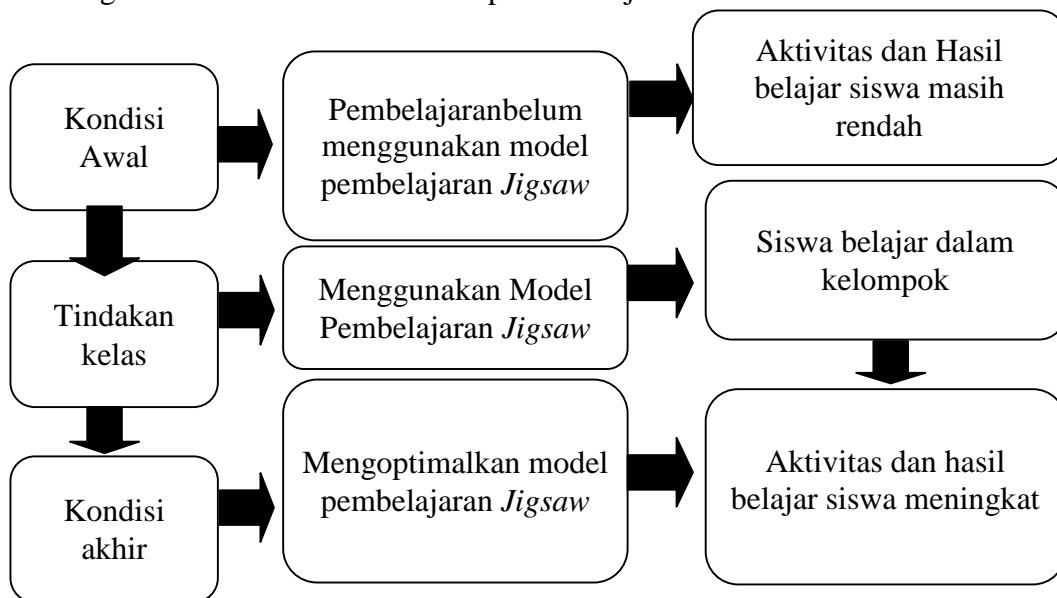 Kondisi
Awal
Pembelajaranbelum
menggunakan model
pembelajaran Jigsaw
Aktivitas dan Hasil
belajar siswa masih
rendah
Tindakan
kelas
Menggunakan Model
Pembelajaran Jigsaw
Siswa belajar dalam
kelompok
Kondisi
akhir
Mengoptimalkan model
pembelajaran Jigsaw
Aktivitas dan hasil
belajar siswa meningkat